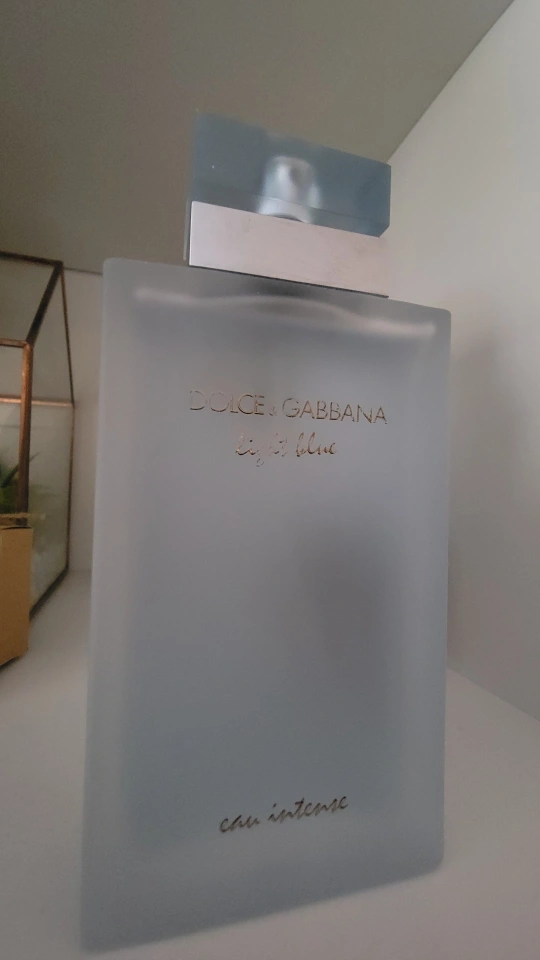 DOLCE & GABBANA
light blue
eau intense